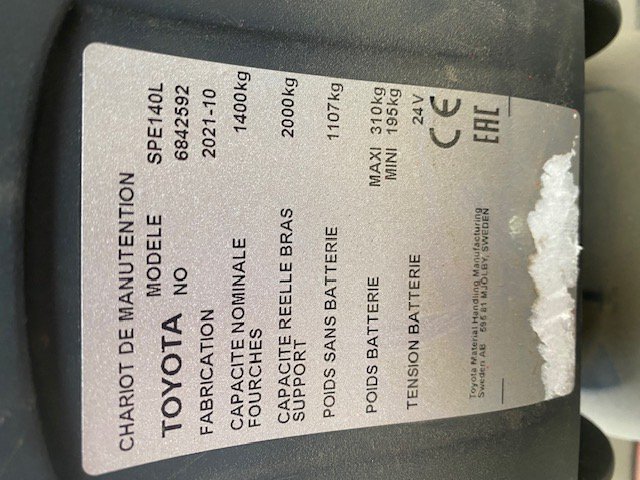 CHARIOT DE MANUTENTION
TOYOTA MODELE SPE140L
NO 6842592
FABRICATION 2021-10
CAPACITE NOMINALE 1400kg
FOURCHES
CAPACITE REELLE BRAS 2000kg
SUPPORT
POIDS SANS BATTERIE 1107kg
POIDS BATTERIE MAXI 310kg
MINI 195kg
TENSION BATTERIE 24V
CE EAC
Toyota Material Handling Manufacturing
Sweden AB 595 81 MJÖLBY, SWEDEN